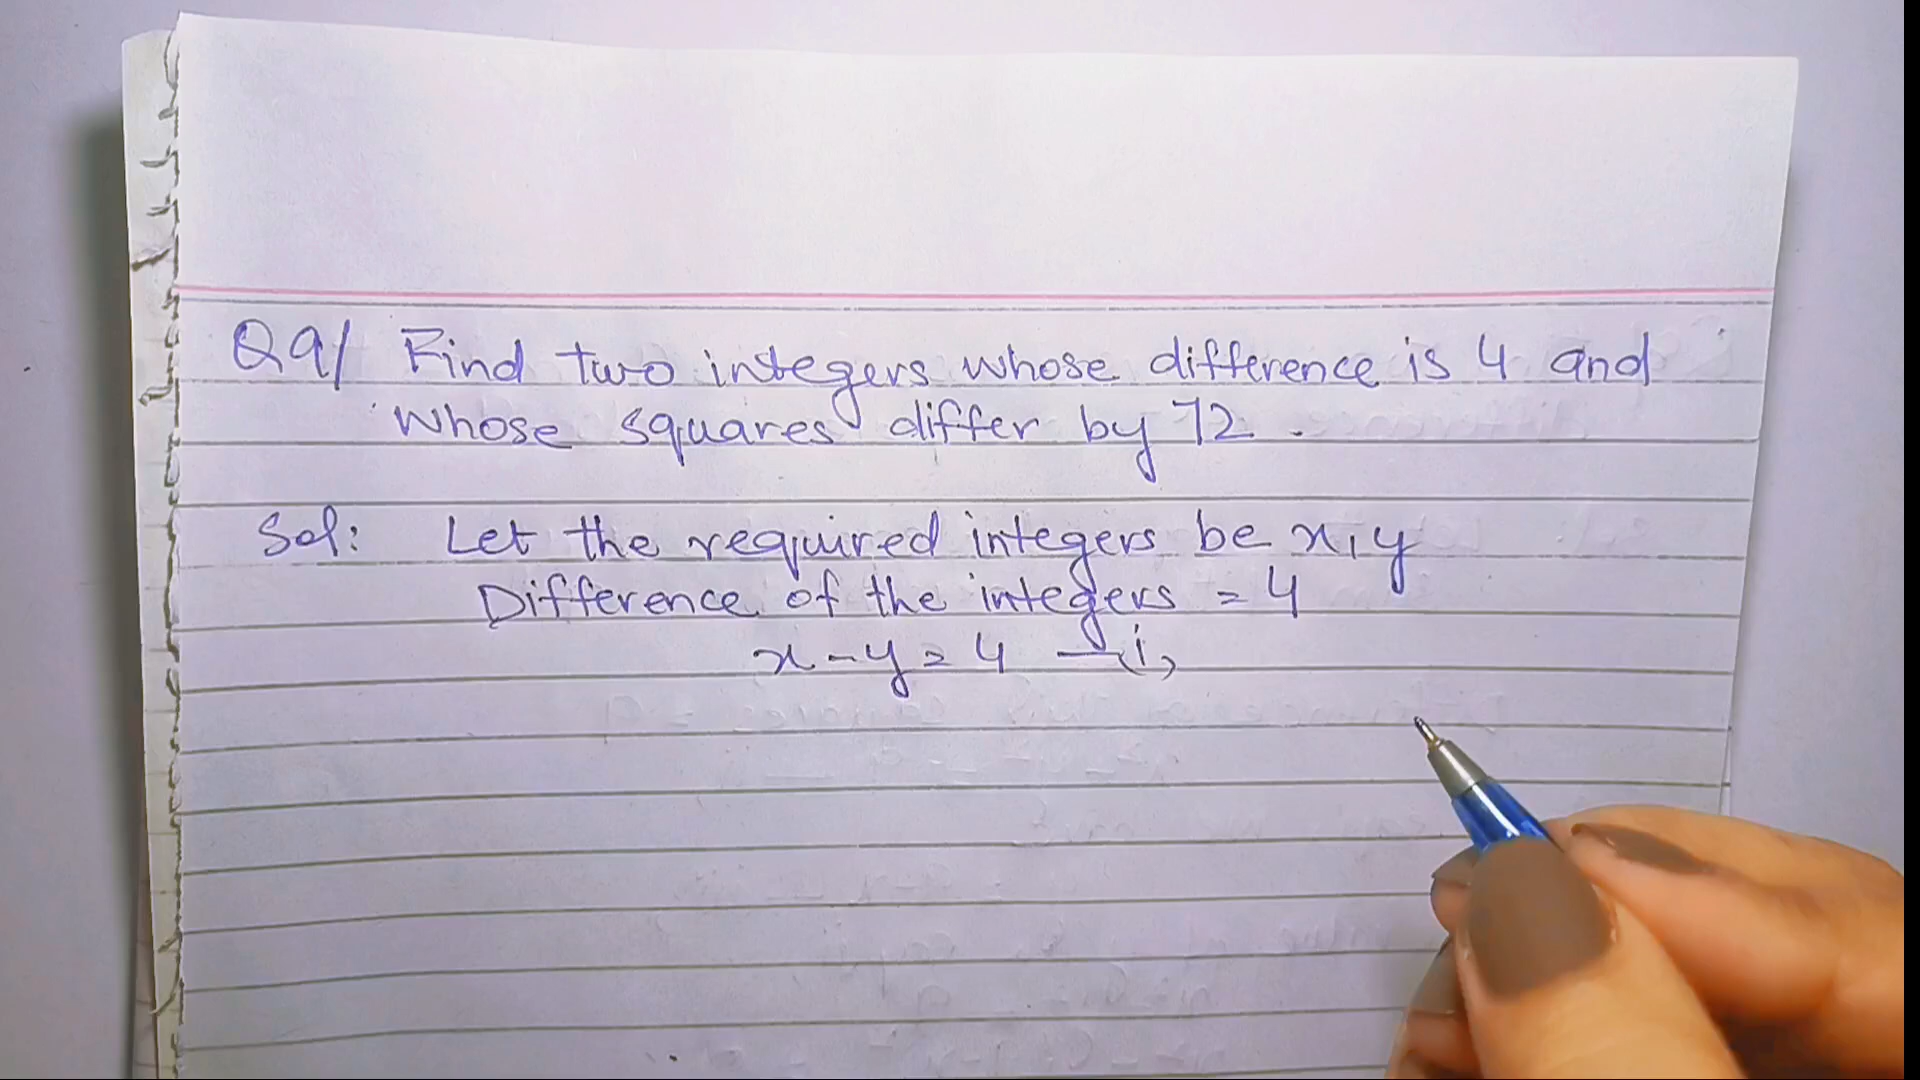 Q9/ Find two integers whose difference is 4 and
whose squares differ by 72.
Sol: Let the required integers be x, y
Difference of the integers = 4
x - y = 4 —(i)